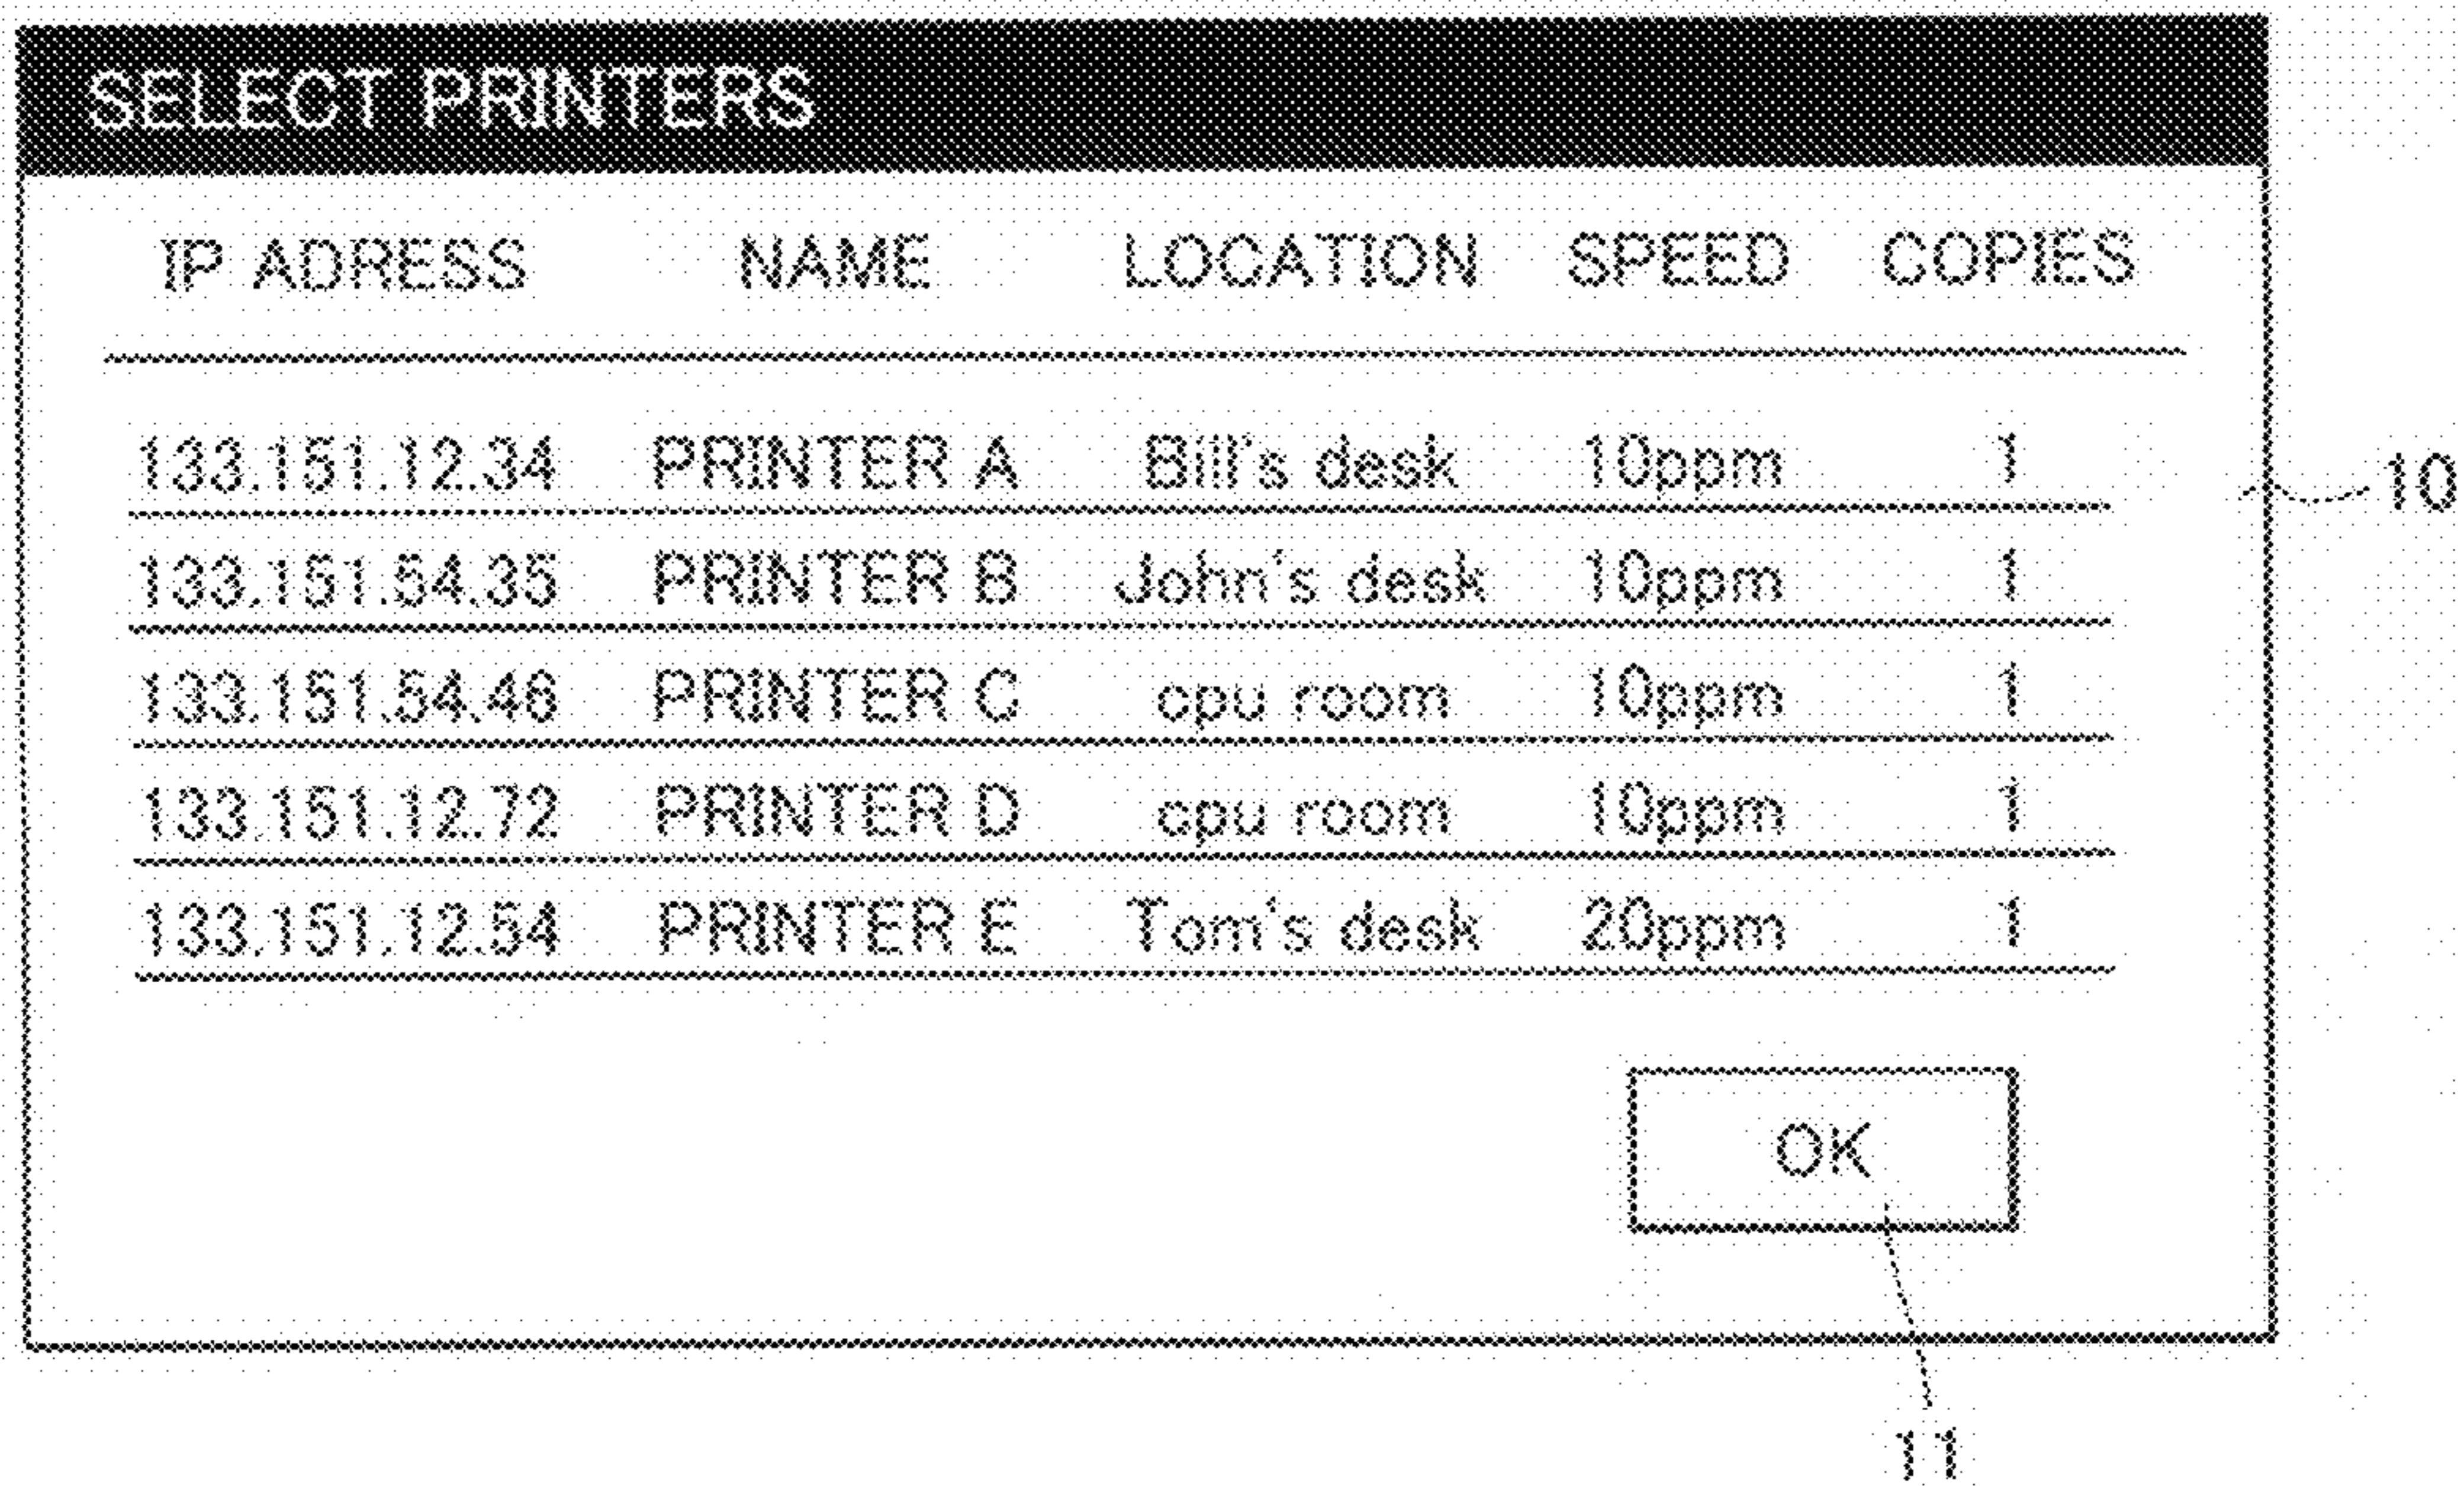 SELECT PRINTERS
IP ADRESS NAME LOCATION SPEED COPIES
133.151.12.34 PRINTER A Bill's desk 10ppm 1
10
133.151.54.35 PRINTER B John's desk 10ppm 1
133.151.54.46 PRINTER C cpu room 10ppm 1
133.151.12.72 PRINTER D cpu room 10ppm 1
133.151.12.54 PRINTER E Tom's desk 20ppm 1
OK
11